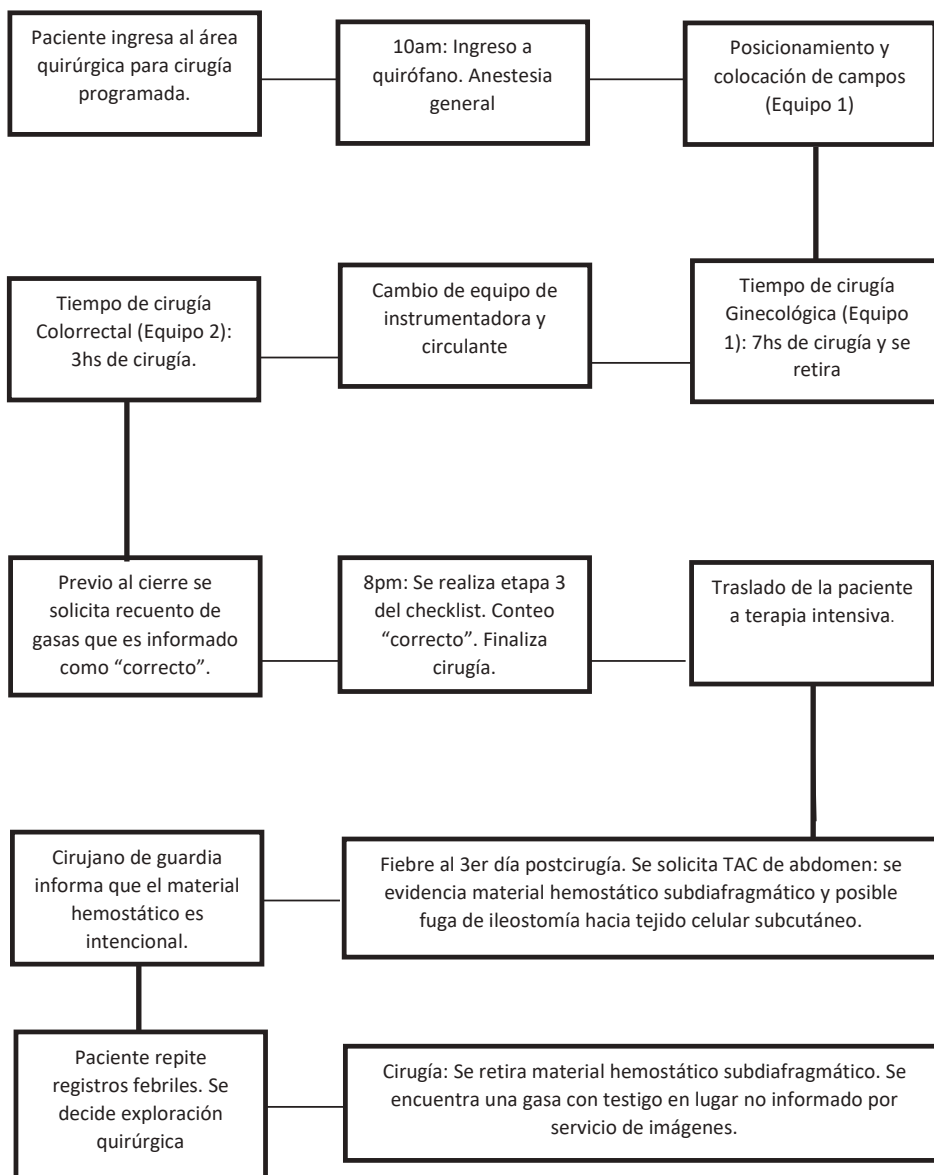 Paciente ingresa al área
quirúrgica para cirugía
programada.
10am: Ingreso a
quirófano. Anestesia
general
Posicionamiento y
colocación de campos
(Equipo 1)
Tiempo de cirugía
Ginecológica (Equipo
1): 7hs de cirugía y se
retira
Cambio de equipo de
instrumentadora y
circulante
Tiempo de cirugía
Colorrectal (Equipo 2):
3hs de cirugía.
Previo al cierre se
solicita recuento de
gasas que es informado
como “correcto”.
8pm: Se realiza etapa 3
del checklist. Conteo
“correcto”. Finaliza
cirugía.
Traslado de la paciente
a terapia intensiva.
Fiebre al 3er día postcirugía. Se solicita TAC de abdomen: se
evidencia material hemostático subdiafragmático y posible
fuga de ileostomía hacia tejido celular subcutáneo.
Cirujano de guardia
informa que el material
hemostático es
intencional.
Paciente repite
registros febriles. Se
decide exploración
quirúrgica
Cirugía: Se retira material hemostático subdiafragmático. Se
encuentra una gasa con testigo en lugar no informado por
servicio de imágenes.